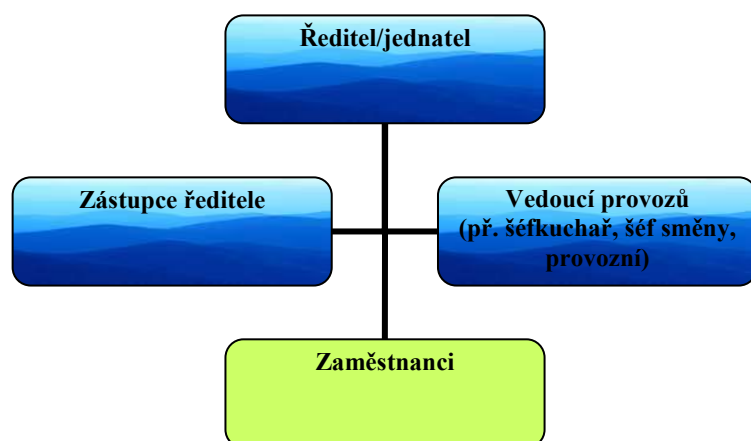 Ředitel/jednatel
Zástupce ředitele
Vedoucí provozů
(př. šéfkuchař, šéf směny,
provozní)
Zaměstnanci